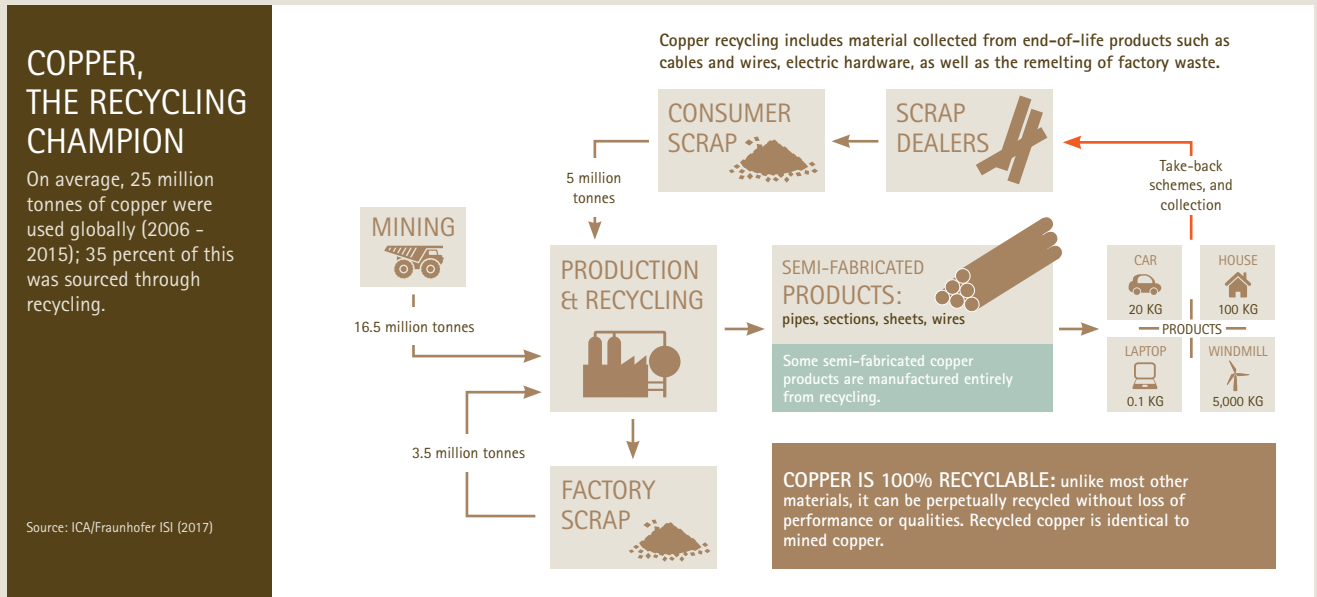 COPPER,
THE RECYCLING
CHAMPION
On average, 25 million
tonnes of copper were
used globally (2006 -
2015); 35 percent of this
was sourced through
recycling.
Source: ICA/Fraunhofer ISI (2017)
Copper recycling includes material collected from end-of-life products such as
cables and wires, electric hardware, as well as the remelting of factory waste.
CONSUMER
SCRAP
SCRAP
DEALERS
5 million
tonnes
Take-back
schemes, and
collection
MINING
16.5 million tonnes
PRODUCTION
& RECYCLING
SEMI-FABRICATED
PRODUCTS:
pipes, sections, sheets, wires
Some semi-fabricated copper
products are manufactured entirely
from recycling.
CAR
20 KG
HOUSE
100 KG
PRODUCTS
LAPTOP
0.1 KG
WINDMILL
5,000 KG
3.5 million tonnes
FACTORY
SCRAP
COPPER IS 100% RECYCLABLE: unlike most other
materials, it can be perpetually recycled without loss of
performance or qualities. Recycled copper is identical to
mined copper.